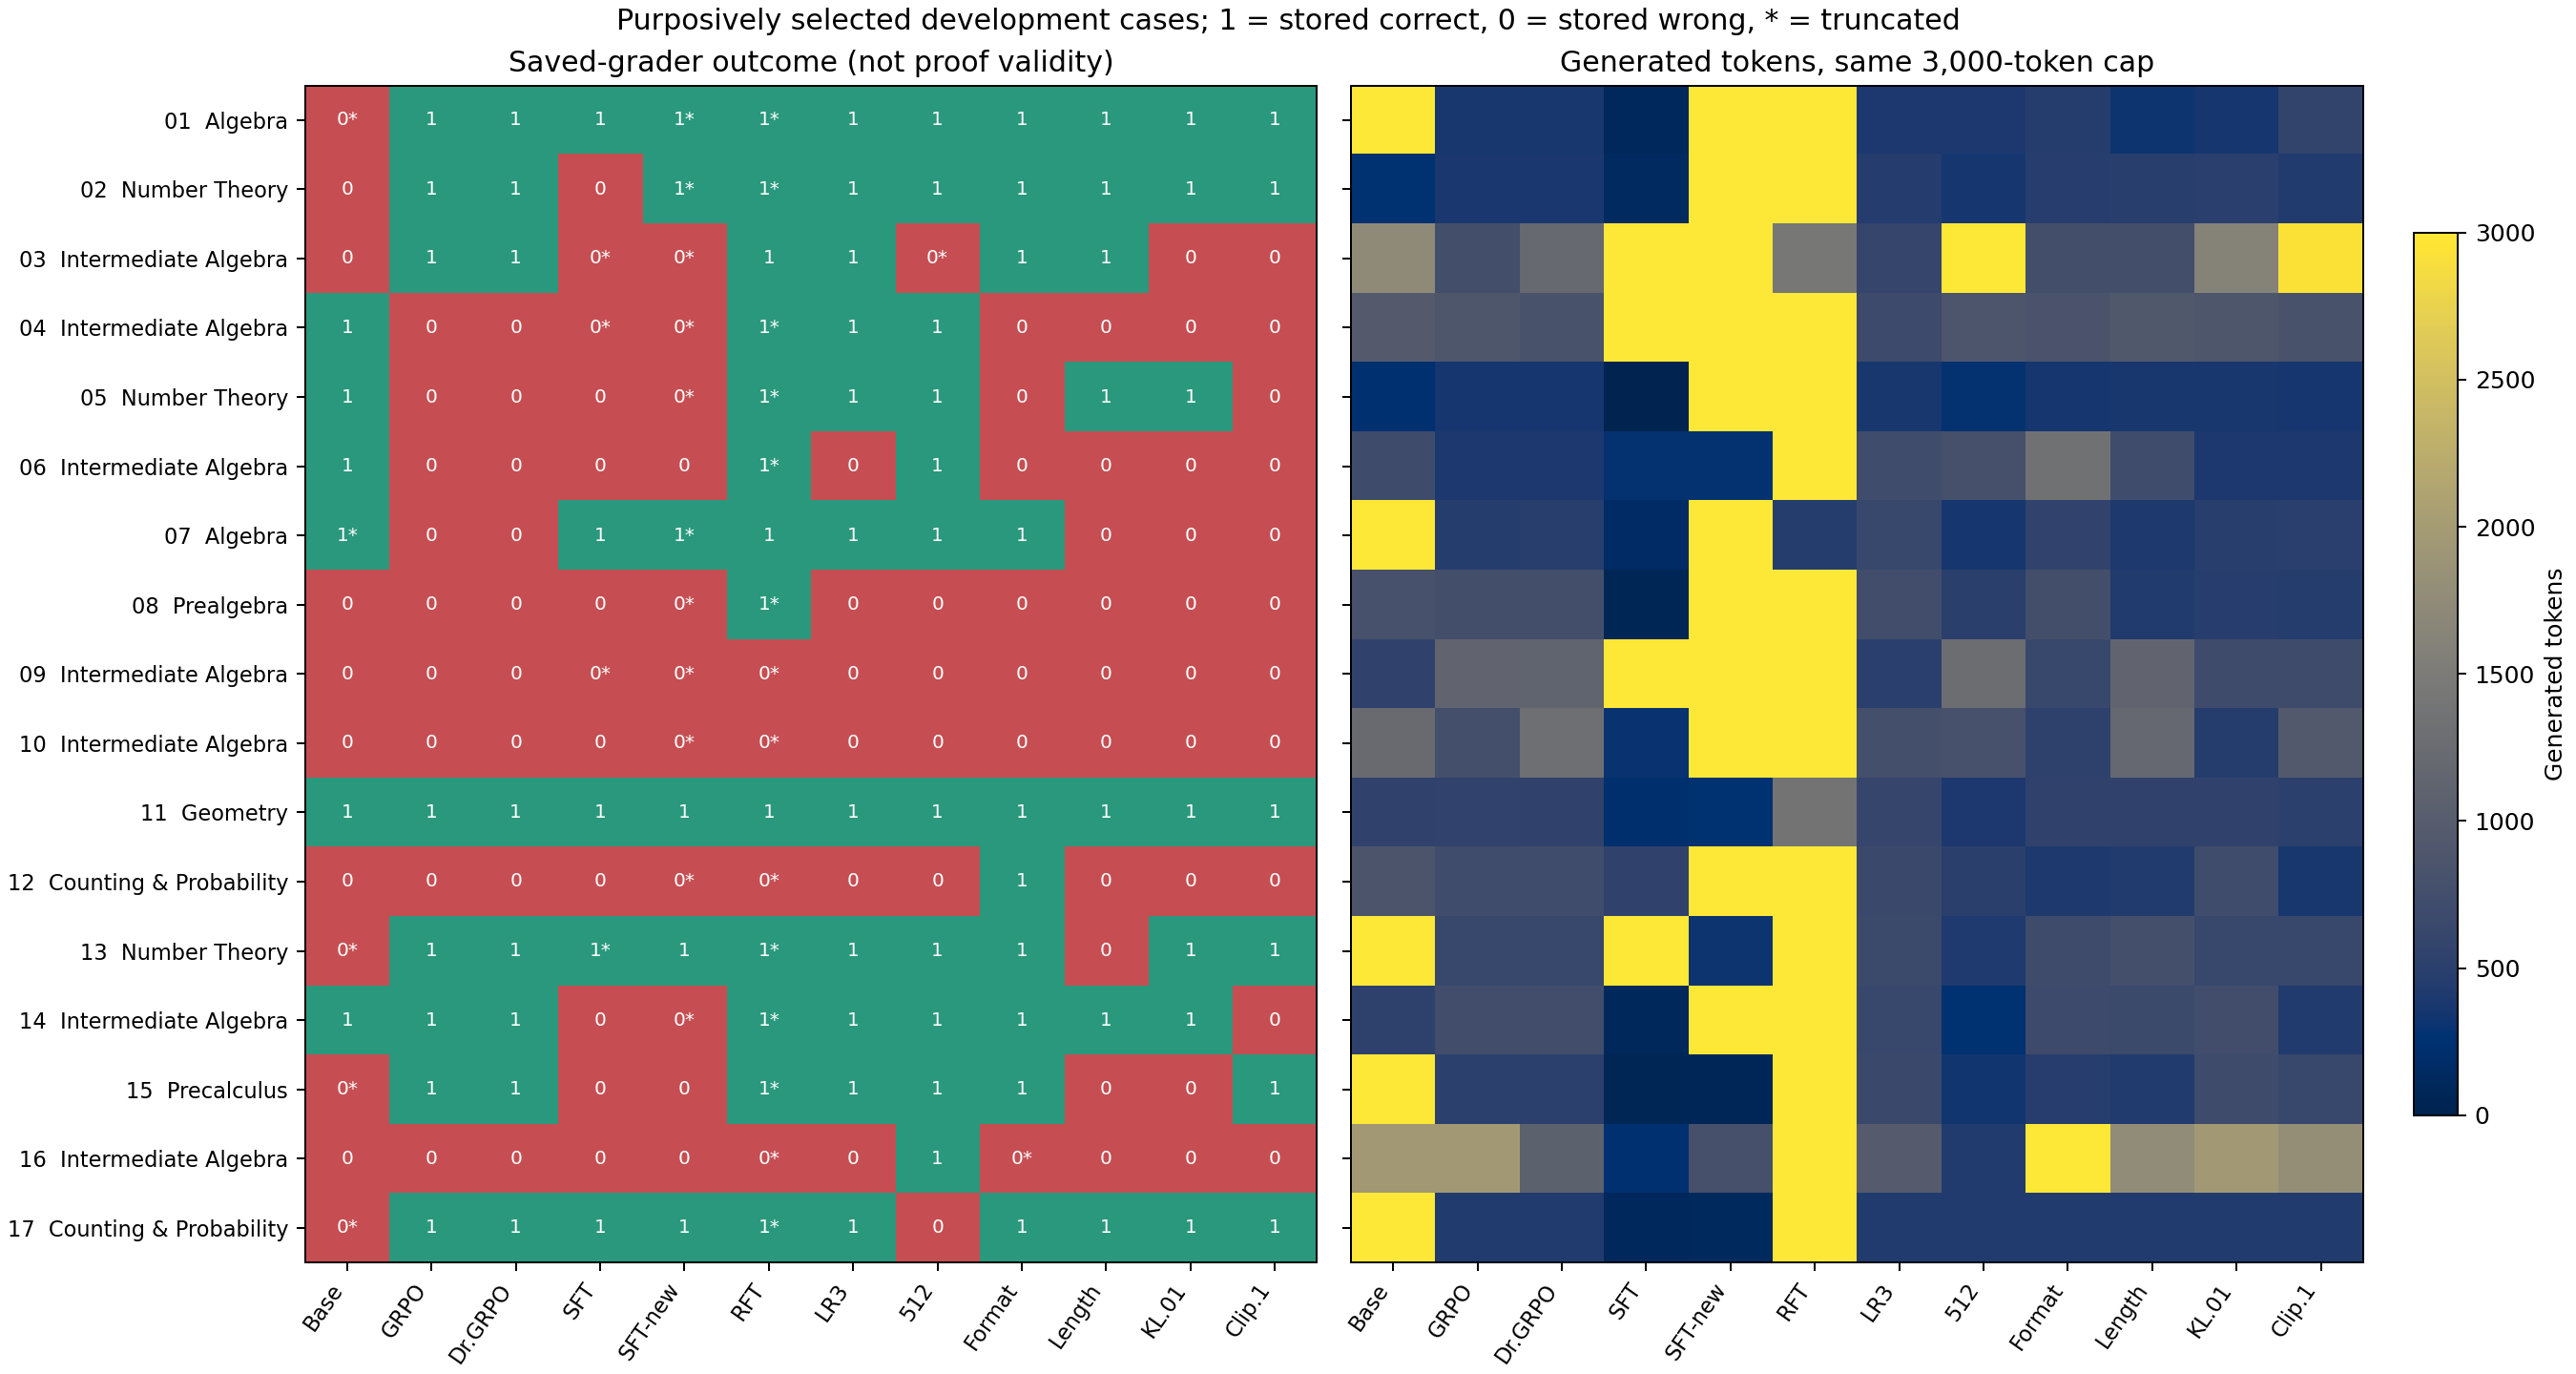 Purposively selected development cases; 1 = stored correct, 0 = stored wrong, * = truncated
Saved-grader outcome (not proof validity)
Generated tokens, same 3,000-token cap
01 Algebra 0* 1 1 1 1* 1* 1 1 1 1 1 1
02 Number Theory 0 1 1 0 1* 1* 1 1 1 1 1 1
03 Intermediate Algebra 0 1 1 0* 0* 1 1 0* 1 1 0 0
04 Intermediate Algebra 1 0 0 0* 0* 1* 1 1 0 0 0 0
05 Number Theory 1 0 0 0 0* 1* 1 1 0 1 1 0
06 Intermediate Algebra 1 0 0 0 0 1* 0 1 0 0 0 0
07 Algebra 1* 0 0 1 1* 1 1 1 1 0 0 0
08 Prealgebra 0 0 0 0 0* 1* 0 0 0 0 0 0
09 Intermediate Algebra 0 0 0 0* 0* 0* 0 0 0 0 0 0
10 Intermediate Algebra 0 0 0 0 0* 0* 0 0 0 0 0 0
11 Geometry 1 1 1 1 1 1 1 1 1 1 1 1
12 Counting & Probability 0 0 0 0 0* 0* 0 0 1 0 0 0
13 Number Theory 0* 1 1 1* 1 1* 1 1 1 0 1 1
14 Intermediate Algebra 1 1 1 0 0* 1* 1 1 1 1 1 0
15 Precalculus 0* 1 1 0 0 1* 1 1 1 0 0 1
16 Intermediate Algebra 0 0 0 0 0 0* 0 1 0* 0 0 0
17 Counting & Probability 0* 1 1 1 1 1* 1 0 1 1 1 1
Base GRPO Dr.GRPO SFT SFT-new RFT LR3 512 Format Length KL.01 Clip.1
Base GRPO Dr.GRPO SFT SFT-new RFT LR3 512 Format Length KL.01 Clip.1
3000
2500
2000
1500
1000
500
0
Generated tokens